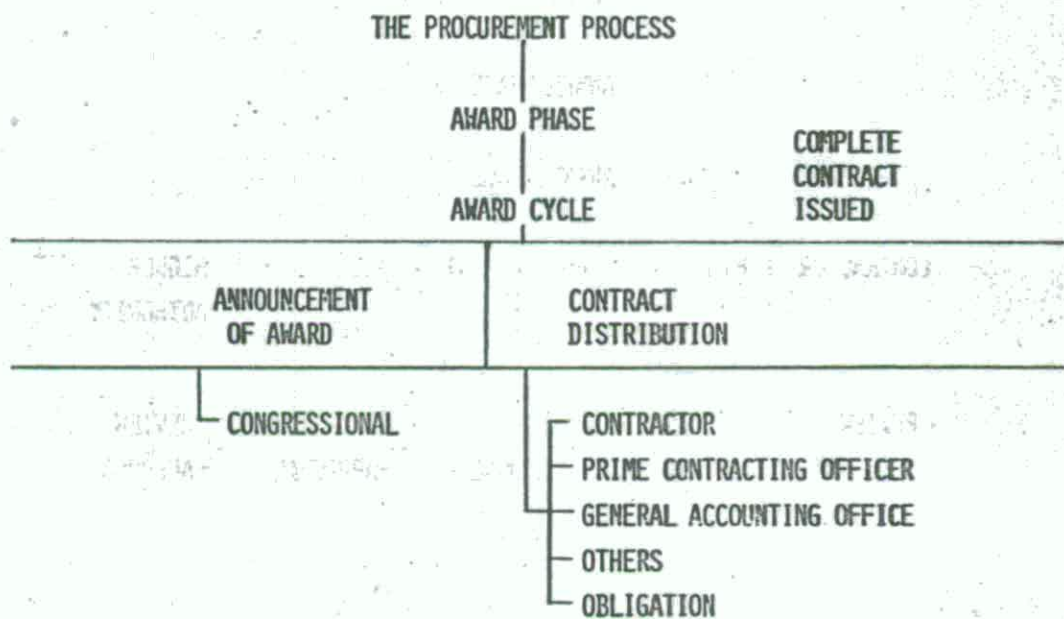 THE PROCUREMENT PROCESS
AWARD PHASE
AWARD CYCLE
COMPLETE
CONTRACT
ISSUED
ANNOUNCEMENT
OF AWARD
CONTRACT
DISTRIBUTION
CONGRESSIONAL
CONTRACTOR
PRIME CONTRACTING OFFICER
GENERAL ACCOUNTING OFFICE
OTHERS
OBLIGATION